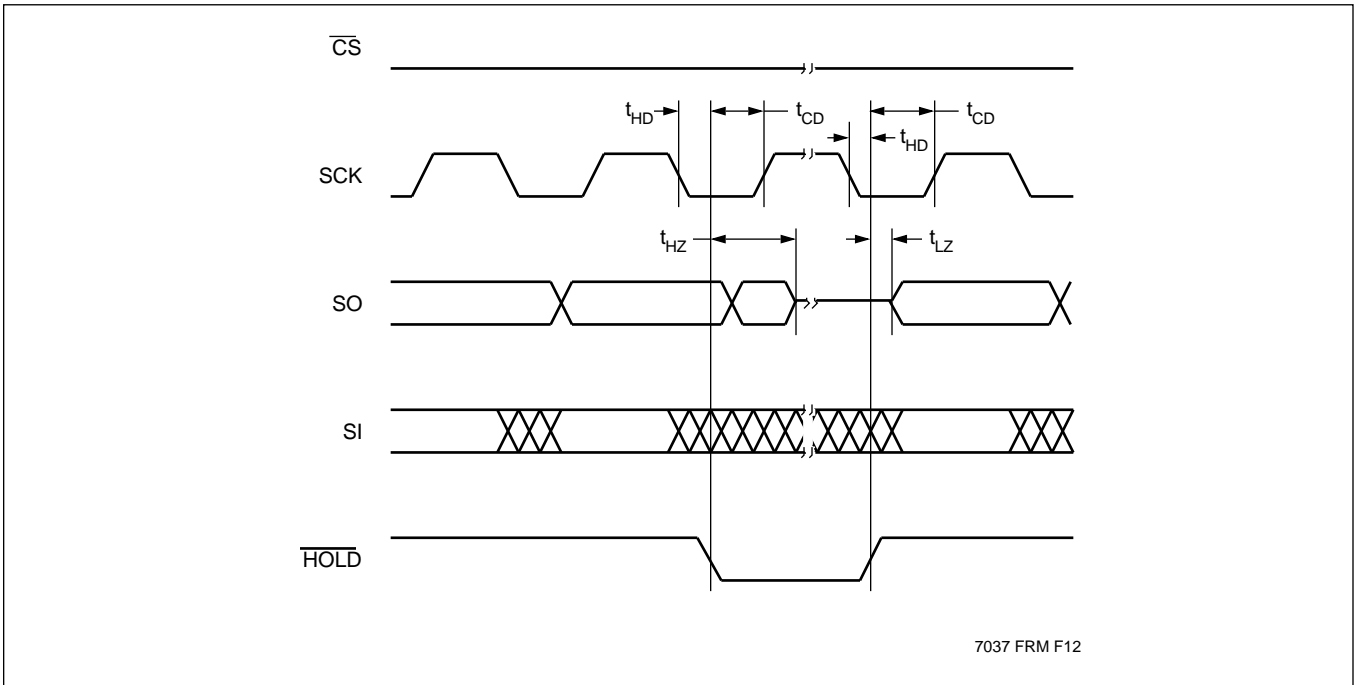 CS
tHD
tCD
tCD
tHD
SCK
tHZ
tLZ
SO
SI
HOLD
7037 FRM F12